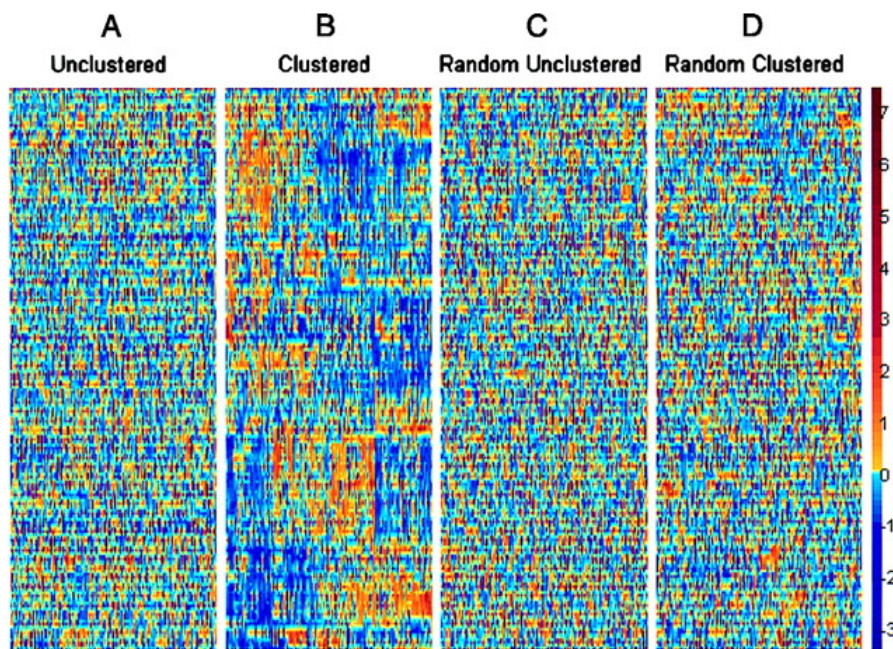 A
B
C
D
Unclustered
Clustered
Random Unclustered
Random Clustered
7
6
5
4
3
2
1
0
-1
-2
-3